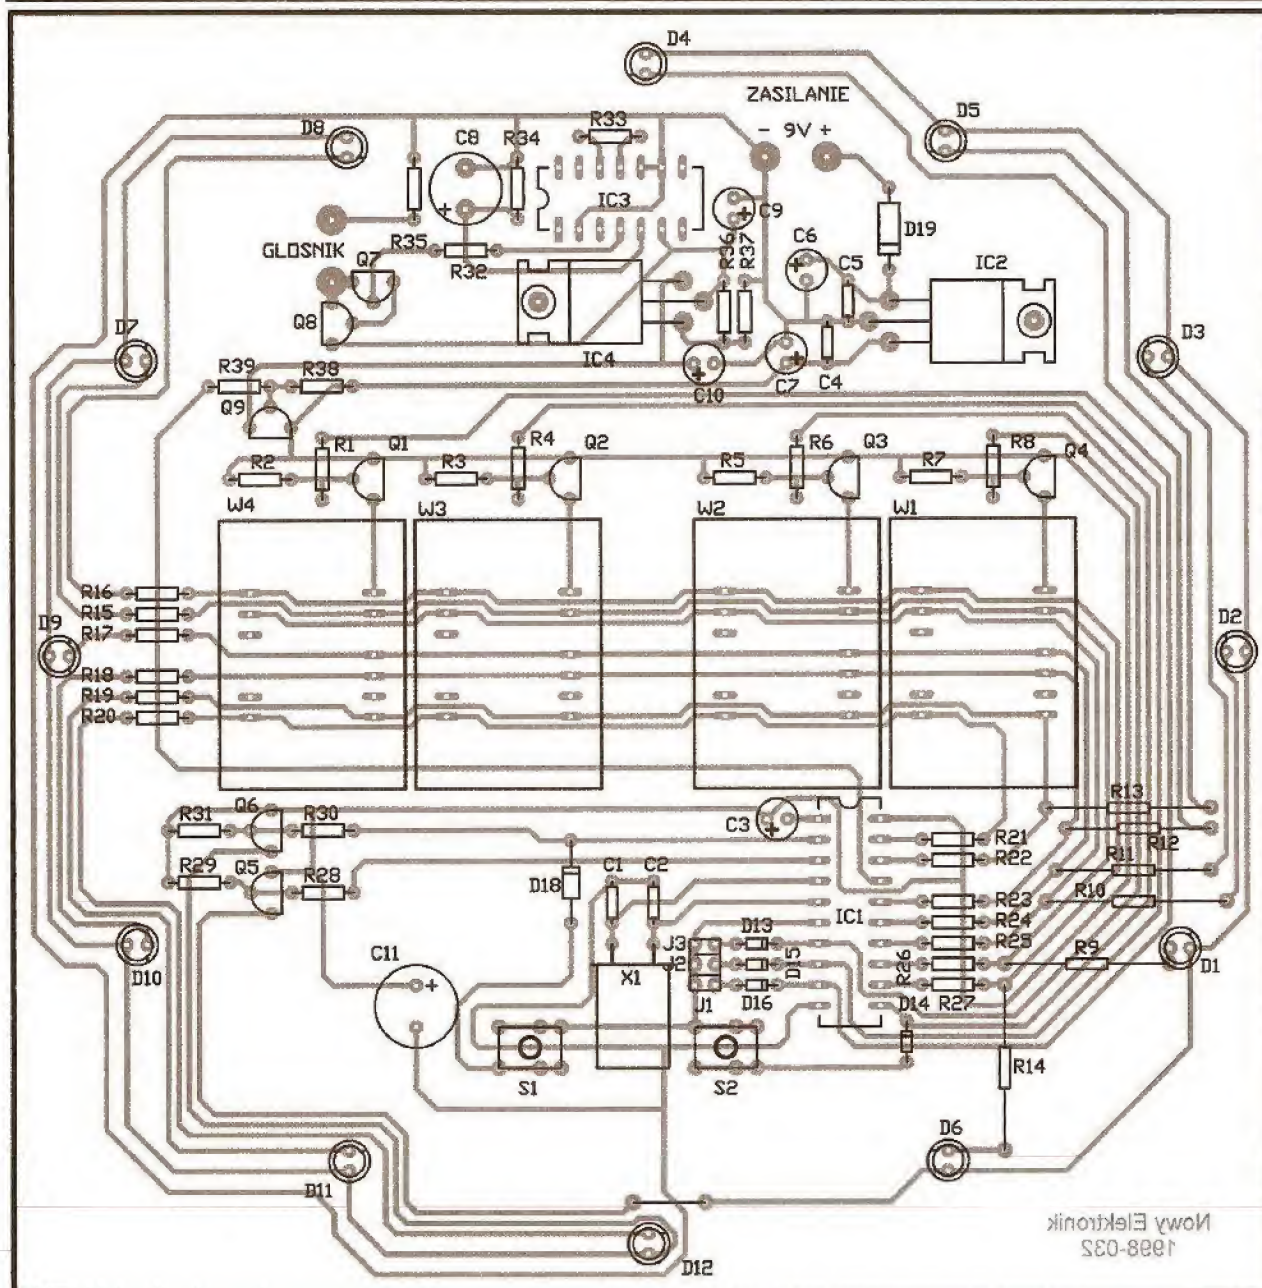 D4
ZASILANIE
D5
D8
C8
R34
R33
- 9V +
IC3
C9
D19
GLOSNIK
R35
R32
R36
R37
C6
C5
IC2
Q7
Q8
D7
D3
IC4
C10
C7
C4
R39
R38
Q9
R1
Q1
R4
Q2
R6
Q3
R8
Q4
R2
R3
R5
R7
W4
W3
W2
W1
R16
R15
D9
R17
D2
R18
R19
R20
R31
Q6
R30
C3
R13
R21
R12
R29
Q5
R28
C1
C2
R22
R11
D18
R10
IC1
R23
R24
D13
R25
J3
J2
D15
R26
R9
D1
D10
C11
X1
J1
D16
R27
D14
S1
S2
R14
D6
D11
D12
Nowy Elektronik
1998-032